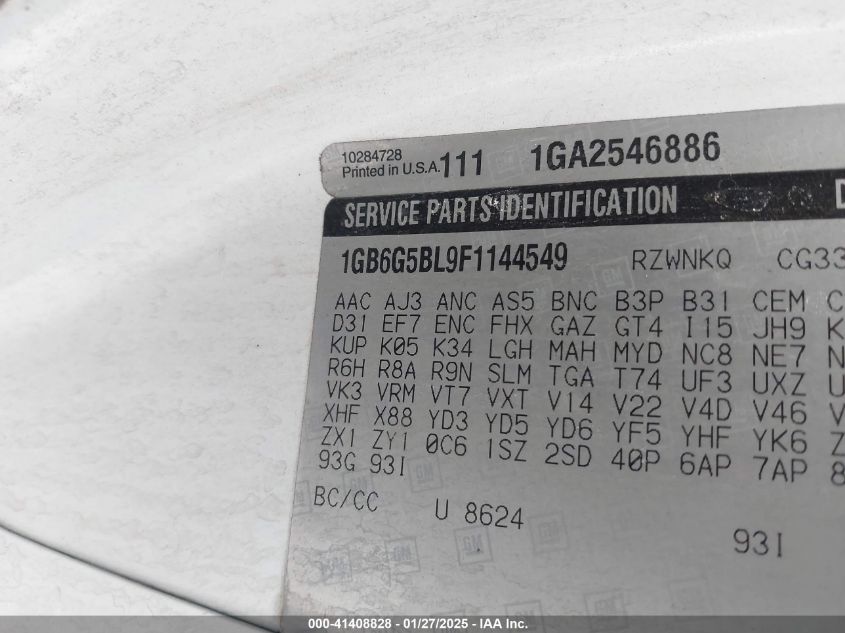 10284728
Printed in U.S.A. 111 1GA2546886
SERVICE PARTS IDENTIFICATION D
1GB6G5BL9F1144549 RZWNKQ CG33
AAC AJ3 ANC AS5 BNC B3P B31 CEM C
D31 EF7 ENC FHX GAZ GT4 I15 JH9 K
KUP K05 K34 LGH MAH MYD NC8 NE7 N
R6H R8A R9N SLM TGA T74 UF3 UXZ U
VK3 VRM VT7 VXT V14 V22 V4D V46 V
XHF X88 YD3 YD5 YD6 YF5 YHF YK6 Z
ZX1 ZY1 0C6 1SZ 2SD 40P 6AP 7AP 8
93G 93I
BC/CC U 8624
93I
000-41408828 - 01/27/2025 - IAA Inc.